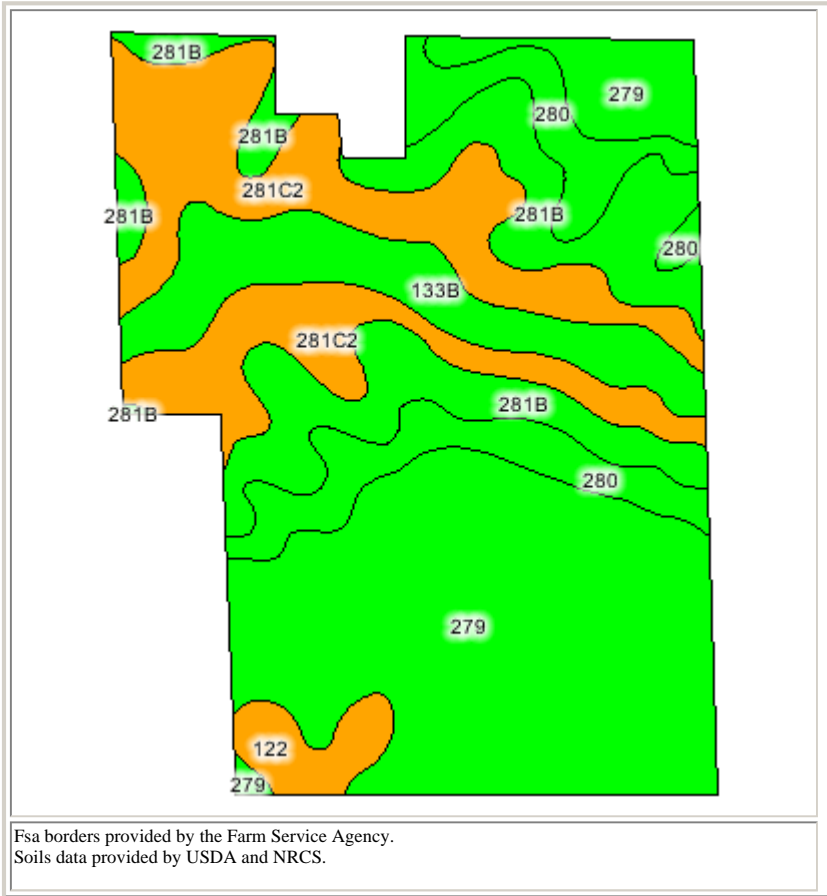 281B
279
280
281B
281C2
281B
281B
280
133B
281C2
281B
281B
280
279
122
279
Fsa borders provided by the Farm Service Agency.
Soils data provided by USDA and NRCS.